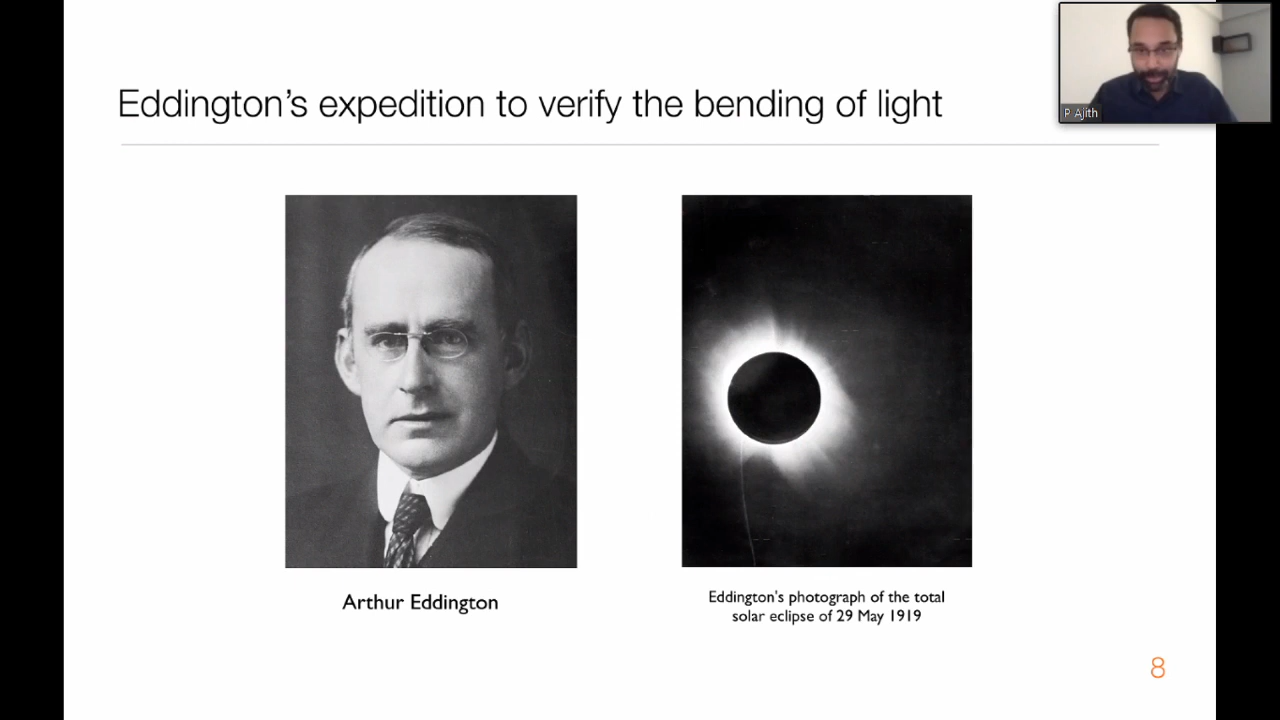 Eddington’s expedition to verify the bending of light
P Ajith
Arthur Eddington
Eddington's photograph of the total
solar eclipse of 29 May 1919
8